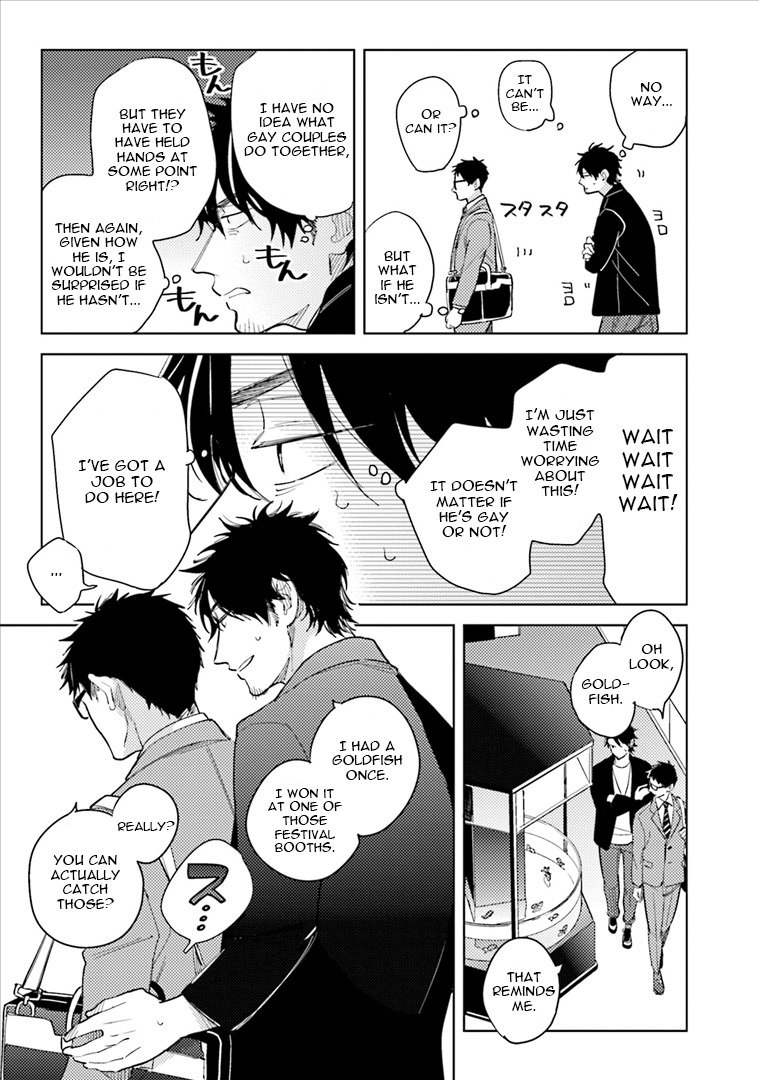 NO
WAY...
IT
CAN'T
BE...
OR
CAN IT?
スタ スタ
ヨロ
ヨロ
BUT
WHAT
IF HE
ISN'T...
もん
I HAVE NO
IDEA WHAT
GAY COUPLES
DO TOGETHER,
BUT THEY
HAVE TO
HAVE HELD
HANDS AT
SOME POINT
RIGHT!?
THEN AGAIN,
GIVEN HOW
HE IS, I
WOULDN'T BE
SURPRISED IF
HE HASN'T...
もん
もん
WAIT
WAIT
WAIT
WAIT!
I'M JUST
WASTING
TIME
WORRYING
ABOUT
THIS!
IT DOESN'T
MATTER IF
HE'S GAY
OR NOT!
I'VE GOT A
JOB TO
DO HERE!
...
OH
LOOK,
GOLD-
FISH.
THAT
REMINDS
ME.
I HAD A
GOLDFISH
ONCE.
I WON IT
AT ONE OF
THOSE
FESTIVAL
BOOTHS.
REALLY?
YOU CAN
ACTUALLY
CATCH
THOSE?
ス...